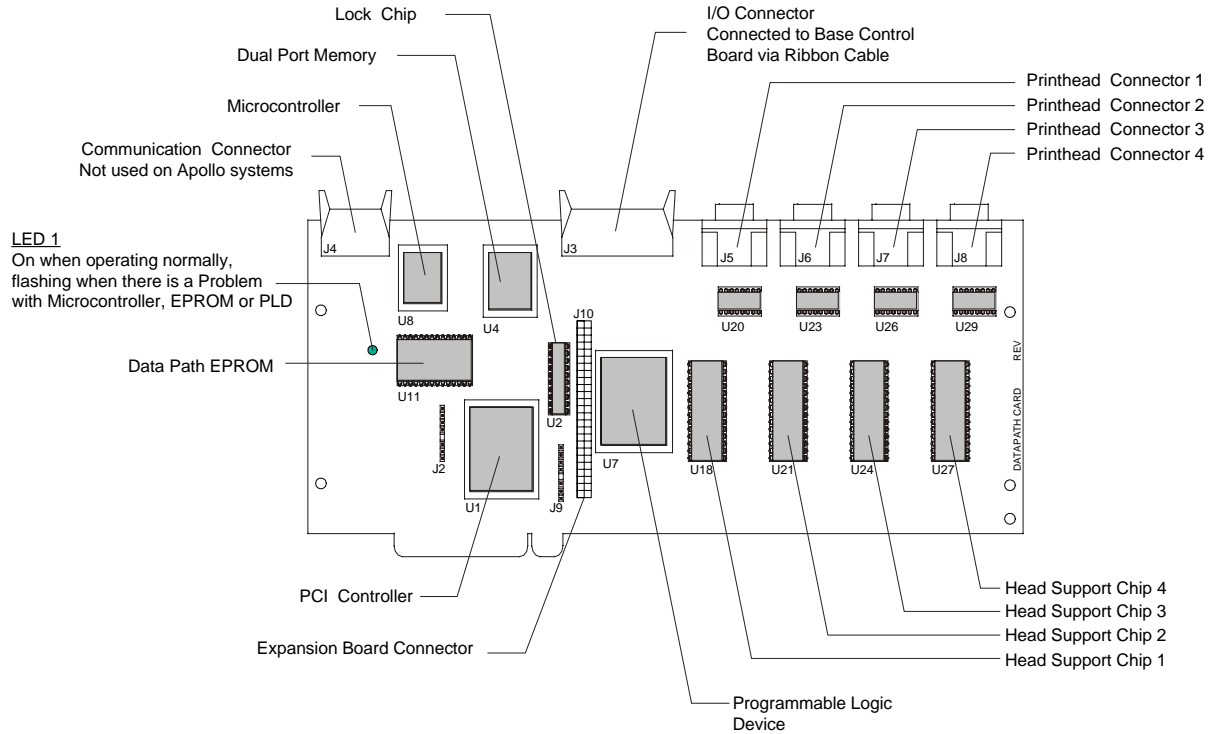 Lock Chip
Dual Port Memory
Microcontroller
Communication Connector
Not used on Apollo systems
LED 1
On when operating normally,
flashing when there is a Problem
with Microcontroller, EPROM or PLD
Data Path EPROM
I/O Connector
Connected to Base Control
Board via Ribbon Cable
Printhead Connector 1
Printhead Connector 2
Printhead Connector 3
Printhead Connector 4
J4
J3
J5
J6
J7
J8
U8
U4
J10
U20
U23
U26
U29
U11
U2
J2
U1
J9
U7
U18
U21
U24
U27
DATAPATH CARD REV
PCI Controller
Expansion Board Connector
Head Support Chip 4
Head Support Chip 3
Head Support Chip 2
Head Support Chip 1
Programmable Logic
Device